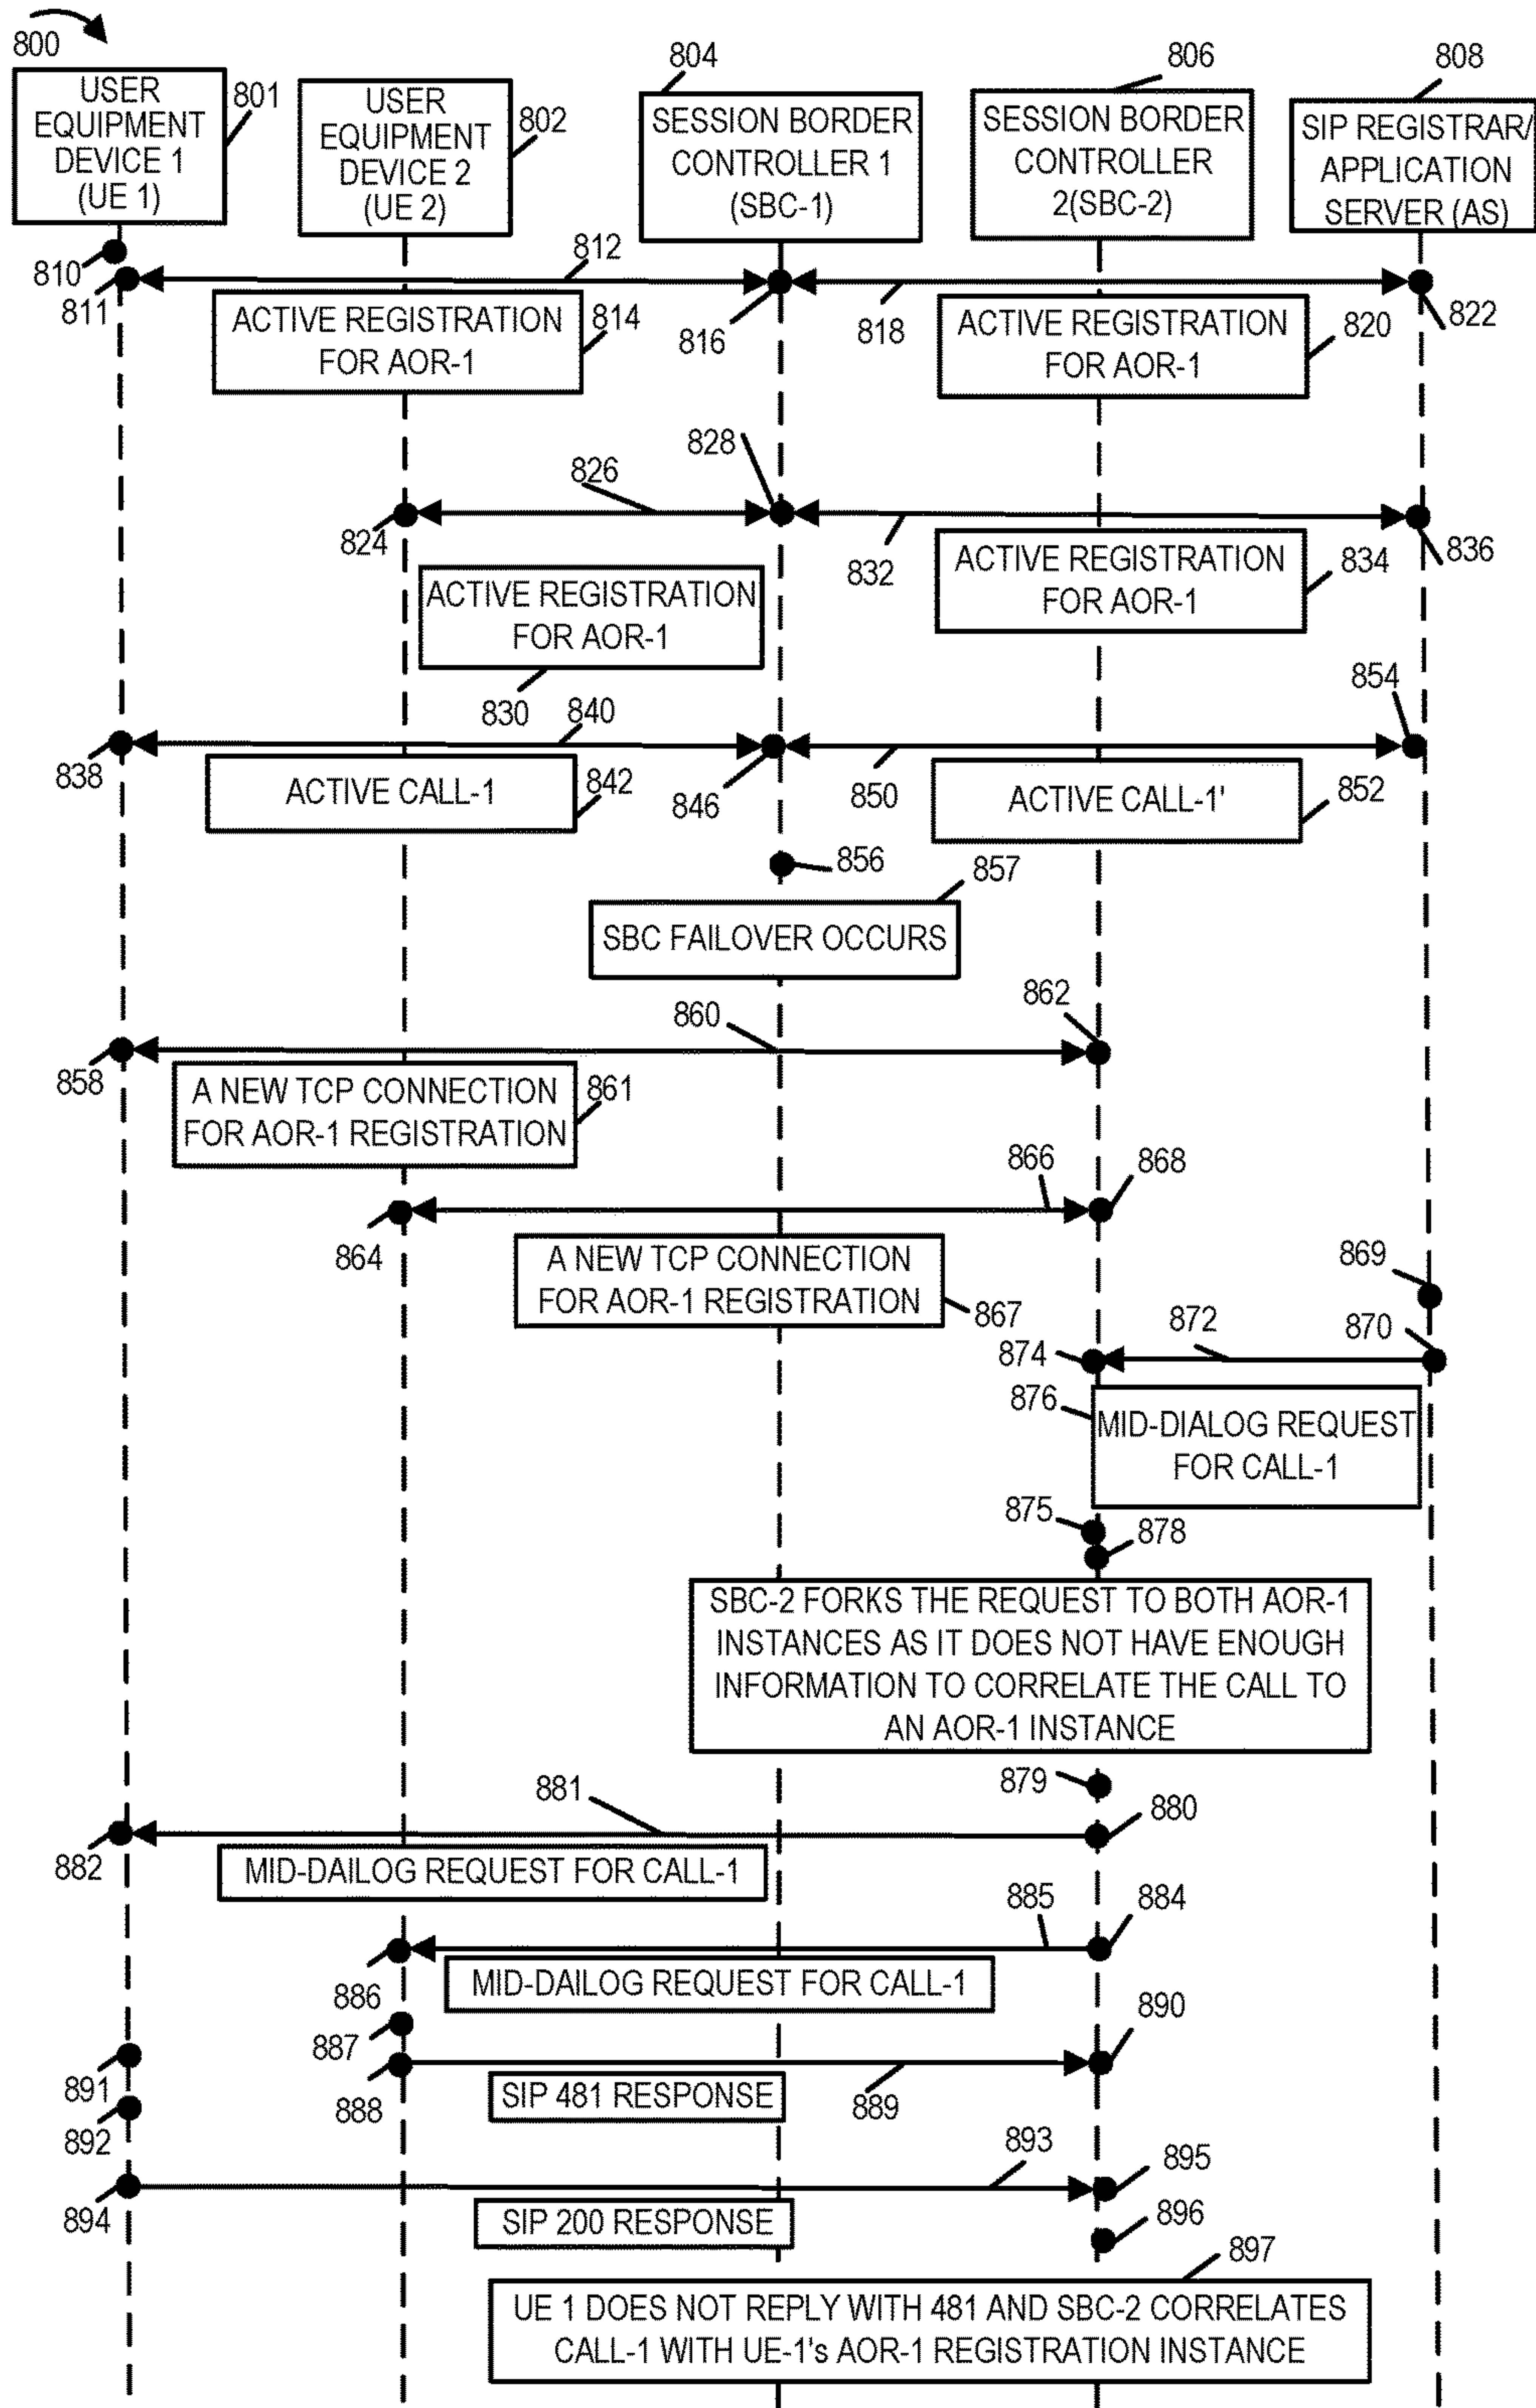 800
USER
EQUIPMENT
DEVICE 1
(UE 1)
801
USER
EQUIPMENT
DEVICE 2
(UE 2)
802
804
SESSION BORDER
CONTROLLER 1
(SBC-1)
806
SESSION BORDER
CONTROLLER
2(SBC-2)
808
SIP REGISTRAR/
APPLICATION
SERVER (AS)
810
811
812
816
818
822
ACTIVE REGISTRATION
FOR AOR-1
814
ACTIVE REGISTRATION
FOR AOR-1
820
824
826
828
832
836
ACTIVE REGISTRATION
FOR AOR-1
830
ACTIVE REGISTRATION
FOR AOR-1
834
838
840
846
850
854
ACTIVE CALL-1
842
ACTIVE CALL-1'
852
856
857
SBC FAILOVER OCCURS
858
860
862
A NEW TCP CONNECTION
FOR AOR-1 REGISTRATION
861
864
866
868
A NEW TCP CONNECTION
FOR AOR-1 REGISTRATION
867
869
870
872
874
876
MID-DIALOG REQUEST
FOR CALL-1
875
878
SBC-2 FORKS THE REQUEST TO BOTH AOR-1
INSTANCES AS IT DOES NOT HAVE ENOUGH
INFORMATION TO CORRELATE THE CALL TO
AN AOR-1 INSTANCE
879
880
881
882
MID-DAILOG REQUEST FOR CALL-1
884
885
886
MID-DAILOG REQUEST FOR CALL-1
887
888
889
890
SIP 481 RESPONSE
891
892
893
894
895
SIP 200 RESPONSE
896
897
UE 1 DOES NOT REPLY WITH 481 AND SBC-2 CORRELATES
CALL-1 WITH UE-1's AOR-1 REGISTRATION INSTANCE